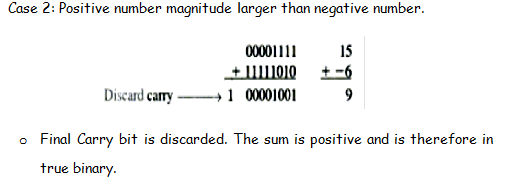 Case 2: Positive number magnitude larger than negative number.
00001111 15
+ 11111010 + -6
Discard carry → 1 00001001 9
o Final Carry bit is discarded. The sum is positive and is therefore in
true binary.